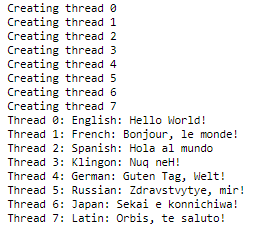 Creating thread 0
Creating thread 1
Creating thread 2
Creating thread 3
Creating thread 4
Creating thread 5
Creating thread 6
Creating thread 7
Thread 0: English: Hello World!
Thread 1: French: Bonjour, le monde!
Thread 2: Spanish: Hola al mundo
Thread 3: Klingon: Nuq neH!
Thread 4: German: Guten Tag, Welt!
Thread 5: Russian: Zdravstvytye, mir!
Thread 6: Japan: Sekai e konnichiwa!
Thread 7: Latin: Orbis, te saluto!